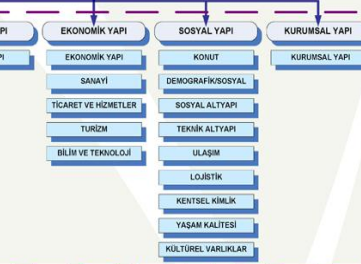 PI
EKONOMİK YAPI
SOSYAL YAPI
KURUMSAL YAPI
PI
EKONOMİK YAPI
KONUT
KURUMSAL YAPI
SANAYİ
DEMOGRAFİK/SOSYAL
TİCARET VE HİZMETLER
SOSYAL ALTYAPI
TURİZM
TEKNİK ALTYAPI
BİLİM VE TEKNOLOJİ
ULAŞIM
LOJİSTİK
KENTSEL KİMLİK
YAŞAM KALİTESİ
KÜLTÜREL VARLIKLAR